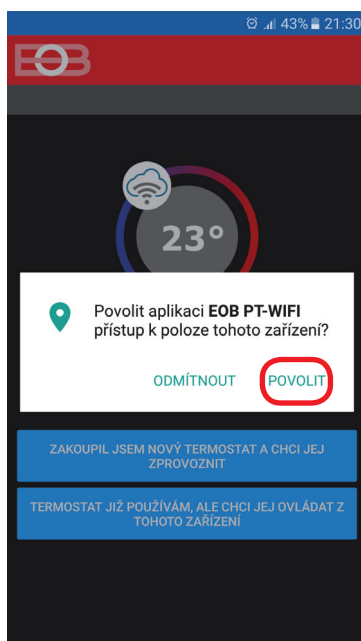 43% 21:30
EOB
23°
Povolit aplikaci EOB PT-WIFI
přístup k poloze tohoto zařízení?
ODMÍTNOUT POVOLIT
ZAKOUPIL JSEM NOVÝ TERMOSTAT A CHCI JEJ
ZPROVOZNIT
TERMOSTAT JIŽ POUŽÍVÁM, ALE CHCI JEJ OVLÁDAT Z
TOHOTO ZAŘÍZENÍ